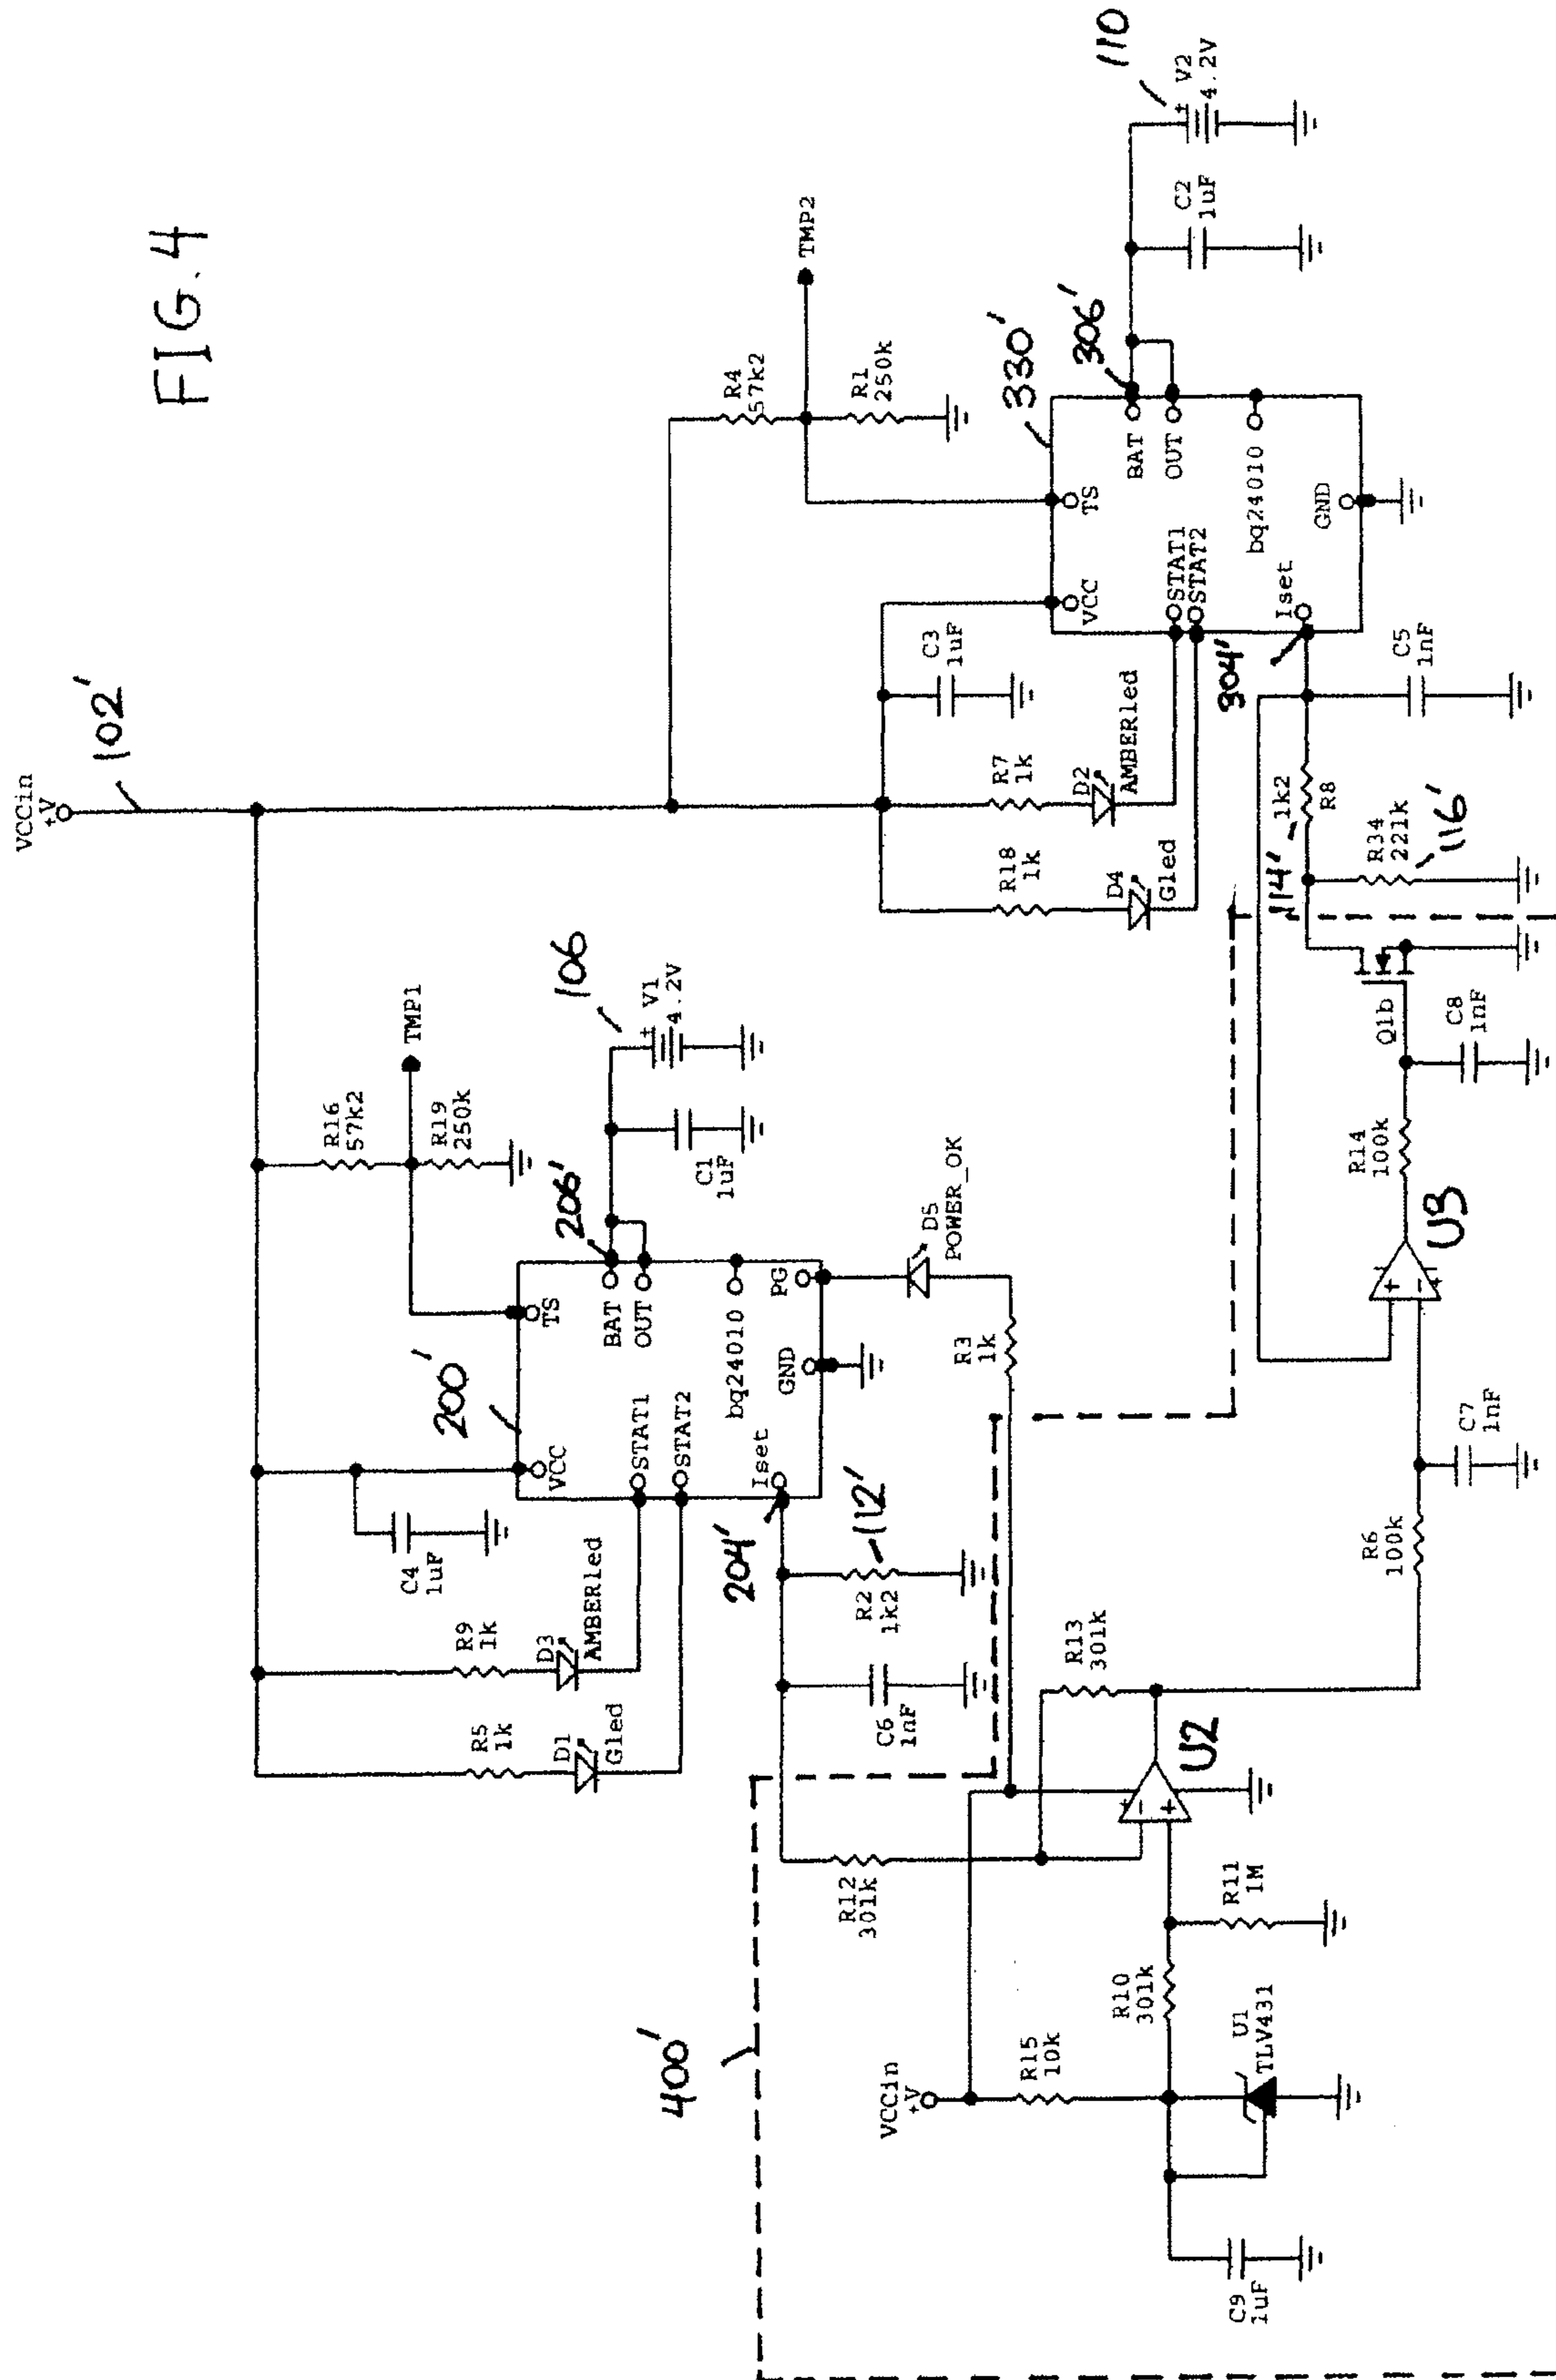 FIG. 4
VCCin
+V
102'
R16
57k2
TMP1
R19
250k
200'
C4
1uF
VCC
TS
206'
BAT
OUT
STAT1
STAT2
bq24010
Iset
GND
PG
106
+
V1
4.2V
C1
1uF
R9
1k
D3
AMBERled
R5
1k
D1
Gled
204'
R2
1k2
112'
C6
1nF
D5
POWER_OK
R3
1k
R4
57k2
TMP2
R1
250k
330'
306'
C3
1uF
VCC
TS
BAT
OUT
STAT1
STAT2
bq24010
Iset
GND
110
+
V2
4.2V
C2
1uF
R7
1k
D2
AMBERled
R18
1k
D4
Gled
304'
C5
1nF
1k2
R8
114'
R34
221k
116'
Q1b
C8
1nF
R14
100k
U3
+
−
C7
1nF
R6
100k
R13
301k
U2
−
+
R12
301k
R11
1M
R10
301k
400'
VCCin
+V
R15
10k
U1
TLV431
C9
1uF